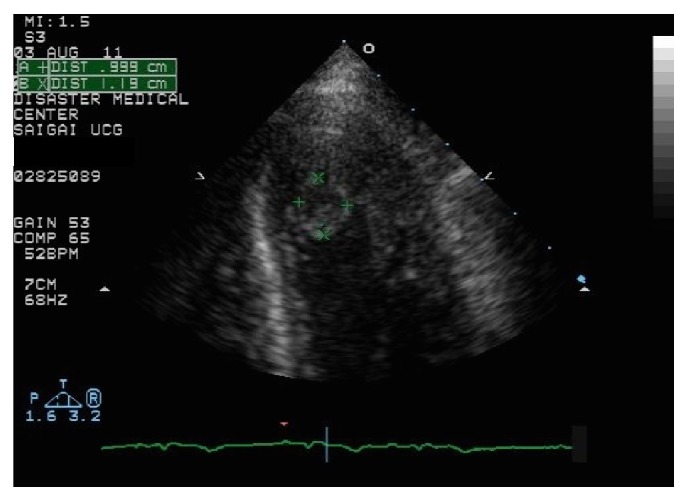 MI:1.5
S3
03 AUG 11
A + DIST .999 cm
B X DIST 1.19 cm
DISASTER MEDICAL
CENTER
SAIGAI UCG
02825089
GAIN 53
COMP 65
52BPM
7CM
68HZ
T
P R
1.6 3.2